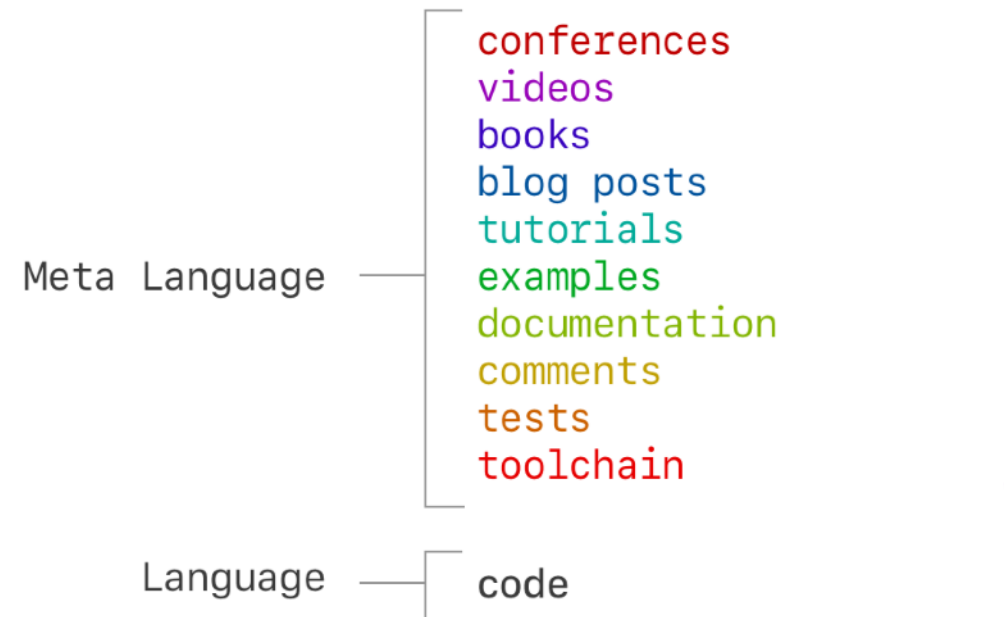 conferences
videos
books
blog posts
tutorials
Meta Language
examples
documentation
comments
tests
toolchain
Language
code